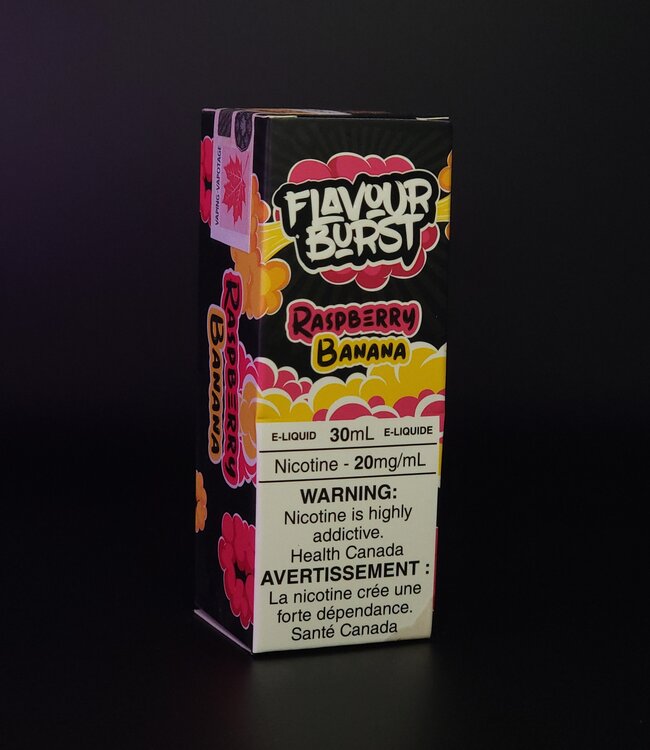 FLAVOUR
BURST
RASPBERRY
BANANA
E-LIQUID 30mL E-LIQUIDE
Nicotine - 20mg/mL
WARNING:
Nicotine is highly
addictive.
Health Canada
AVERTISSEMENT :
La nicotine crée une
forte dépendance.
Santé Canada
VAPING-VAPOTAGE
RASPBERRY
BANANA